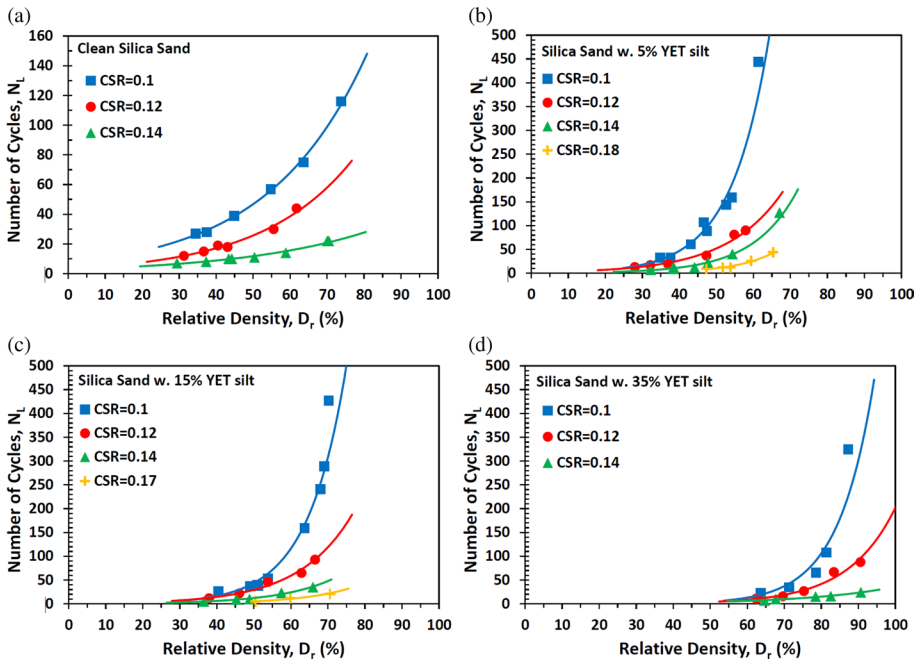 (a)
Clean Silica Sand
CSR=0.1
CSR=0.12
CSR=0.14
Number of Cycles, N_L
160
140
120
100
80
60
40
20
0
0 10 20 30 40 50 60 70 80 90 100
Relative Density, D_r (%)
(b)
Silica Sand w. 5% YET silt
CSR=0.1
CSR=0.12
CSR=0.14
CSR=0.18
Number of Cycles, N_L
500
450
400
350
300
250
200
150
100
50
0
0 10 20 30 40 50 60 70 80 90 100
Relative Density, D_r (%)
(c)
Silica Sand w. 15% YET silt
CSR=0.1
CSR=0.12
CSR=0.14
CSR=0.17
Number of Cycles, N_L
500
450
400
350
300
250
200
150
100
50
0
0 10 20 30 40 50 60 70 80 90 100
Relative Density, D_r (%)
(d)
Silica Sand w. 35% YET silt
CSR=0.1
CSR=0.12
CSR=0.14
Number of Cycles, N_L
500
450
400
350
300
250
200
150
100
50
0
0 10 20 30 40 50 60 70 80 90 100
Relative Density, D_r (%)